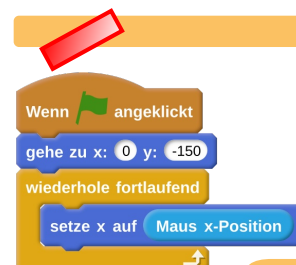 Wenn angeklickt
gehe zu x: 0 y: -150
wiederhole fortlaufend
setze x auf Maus x-Position